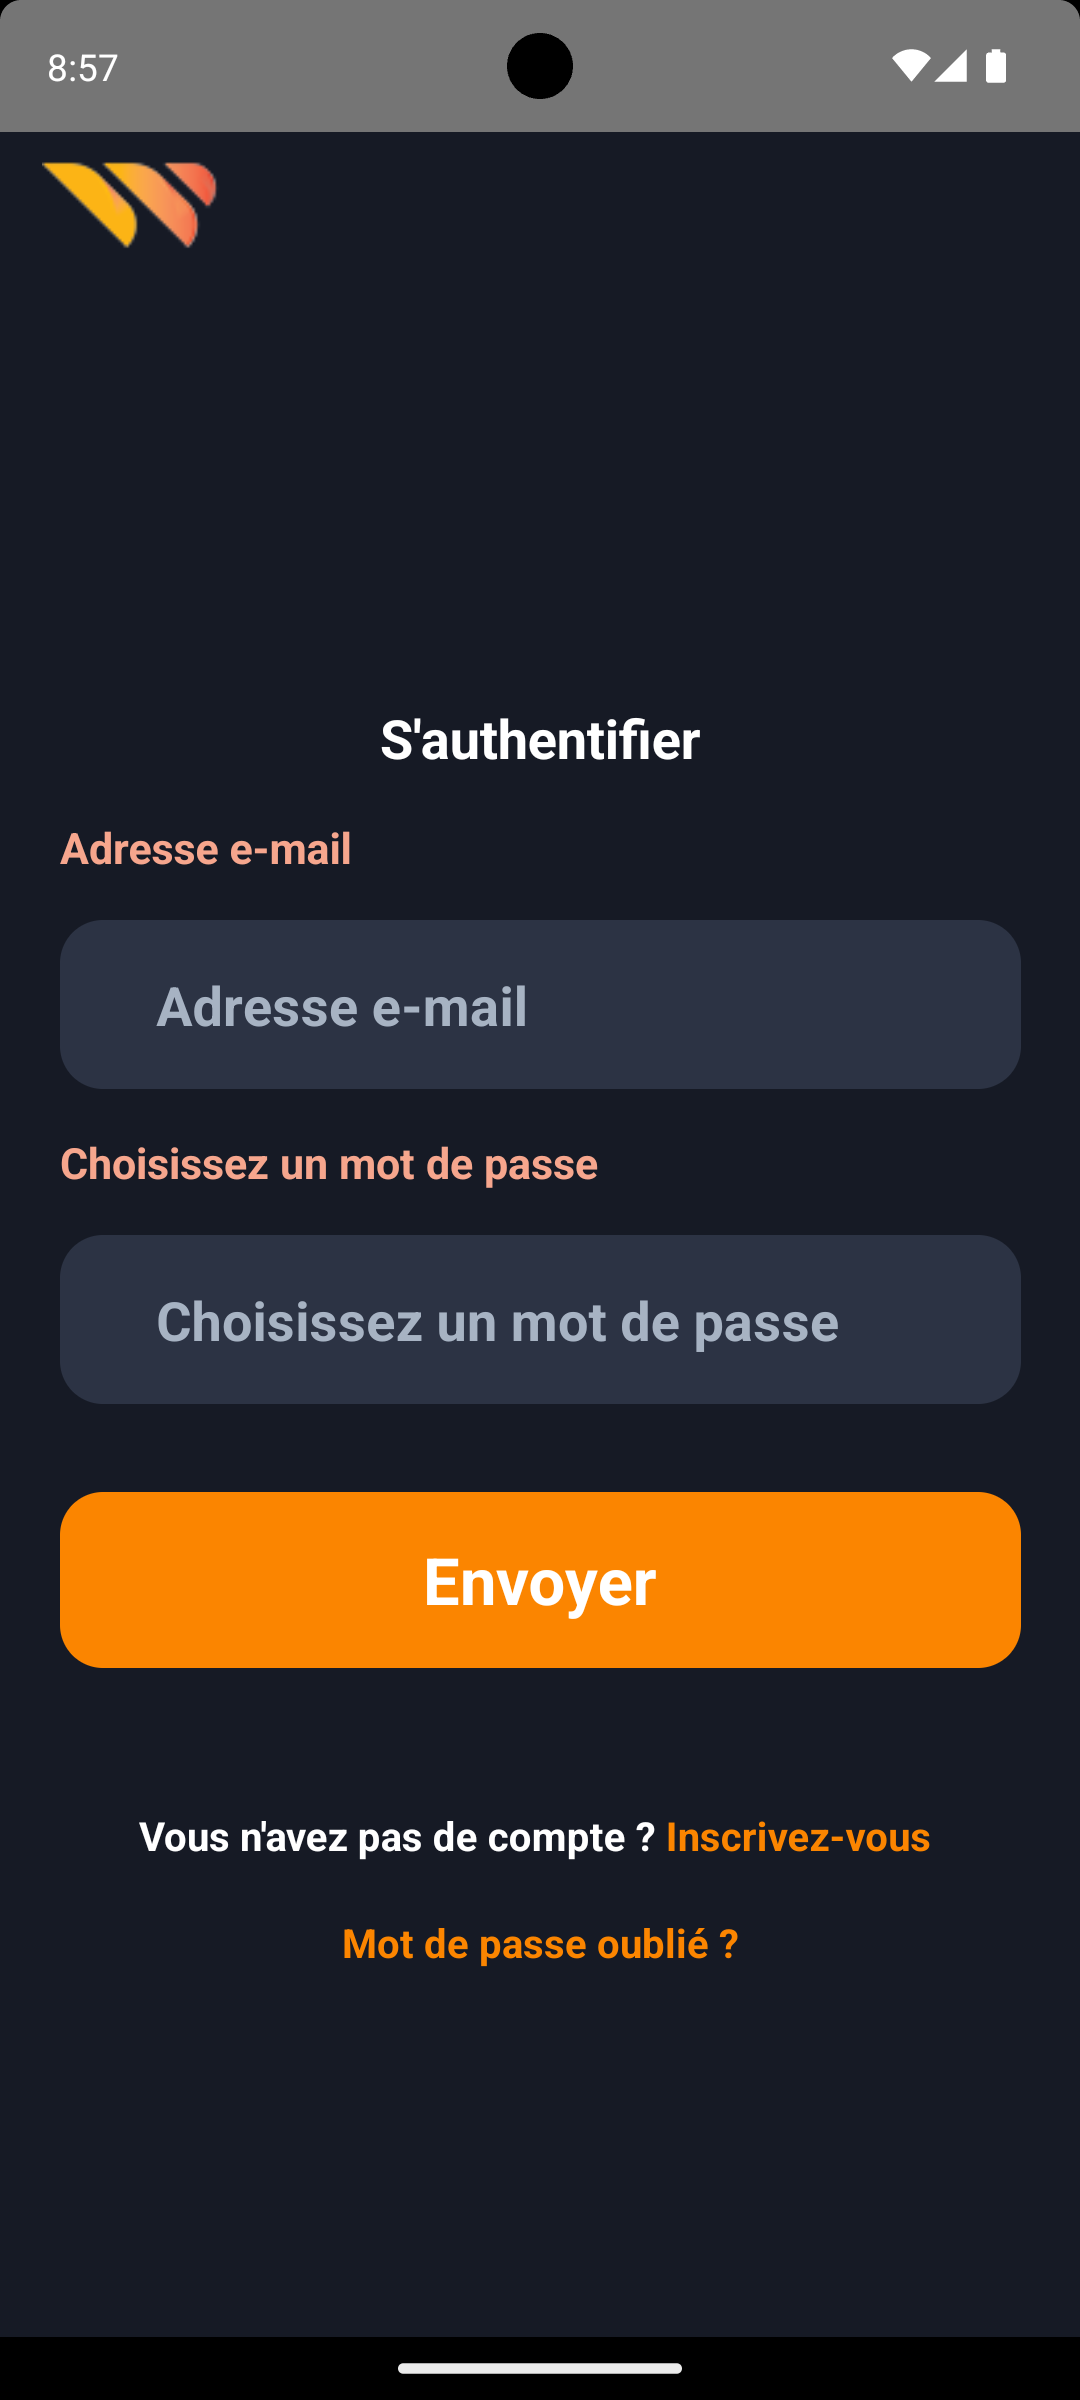 8:57
S'authentifier
Adresse e-mail
Adresse e-mail
Choisissez un mot de passe
Choisissez un mot de passe
Envoyer
Vous n'avez pas de compte ? Inscrivez-vous
Mot de passe oublié ?